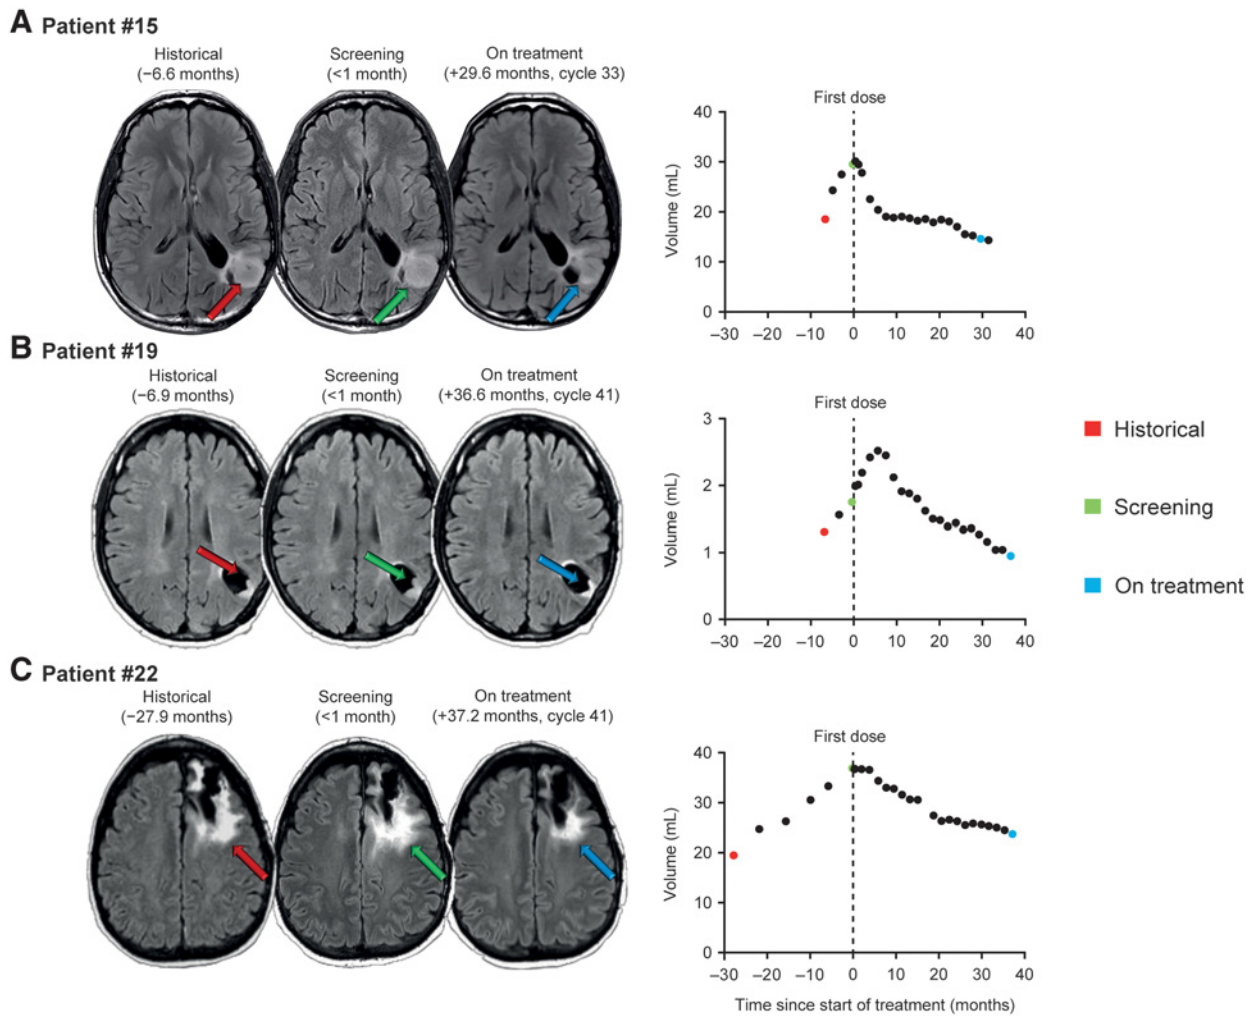 A Patient #15
Historical
(−6.6 months)
Screening
(<1 month)
On treatment
(+29.6 months, cycle 33)
First dose
Volume (mL)
40
30
20
10
0
−30 −20 −10 0 10 20 30 40
B Patient #19
Historical
(−6.9 months)
Screening
(<1 month)
On treatment
(+36.6 months, cycle 41)
First dose
Volume (mL)
3
2
1
0
−30 −20 −10 0 10 20 30 40
Historical
Screening
On treatment
C Patient #22
Historical
(−27.9 months)
Screening
(<1 month)
On treatment
(+37.2 months, cycle 41)
First dose
Volume (mL)
40
30
20
10
0
−30 −20 −10 0 10 20 30 40
Time since start of treatment (months)